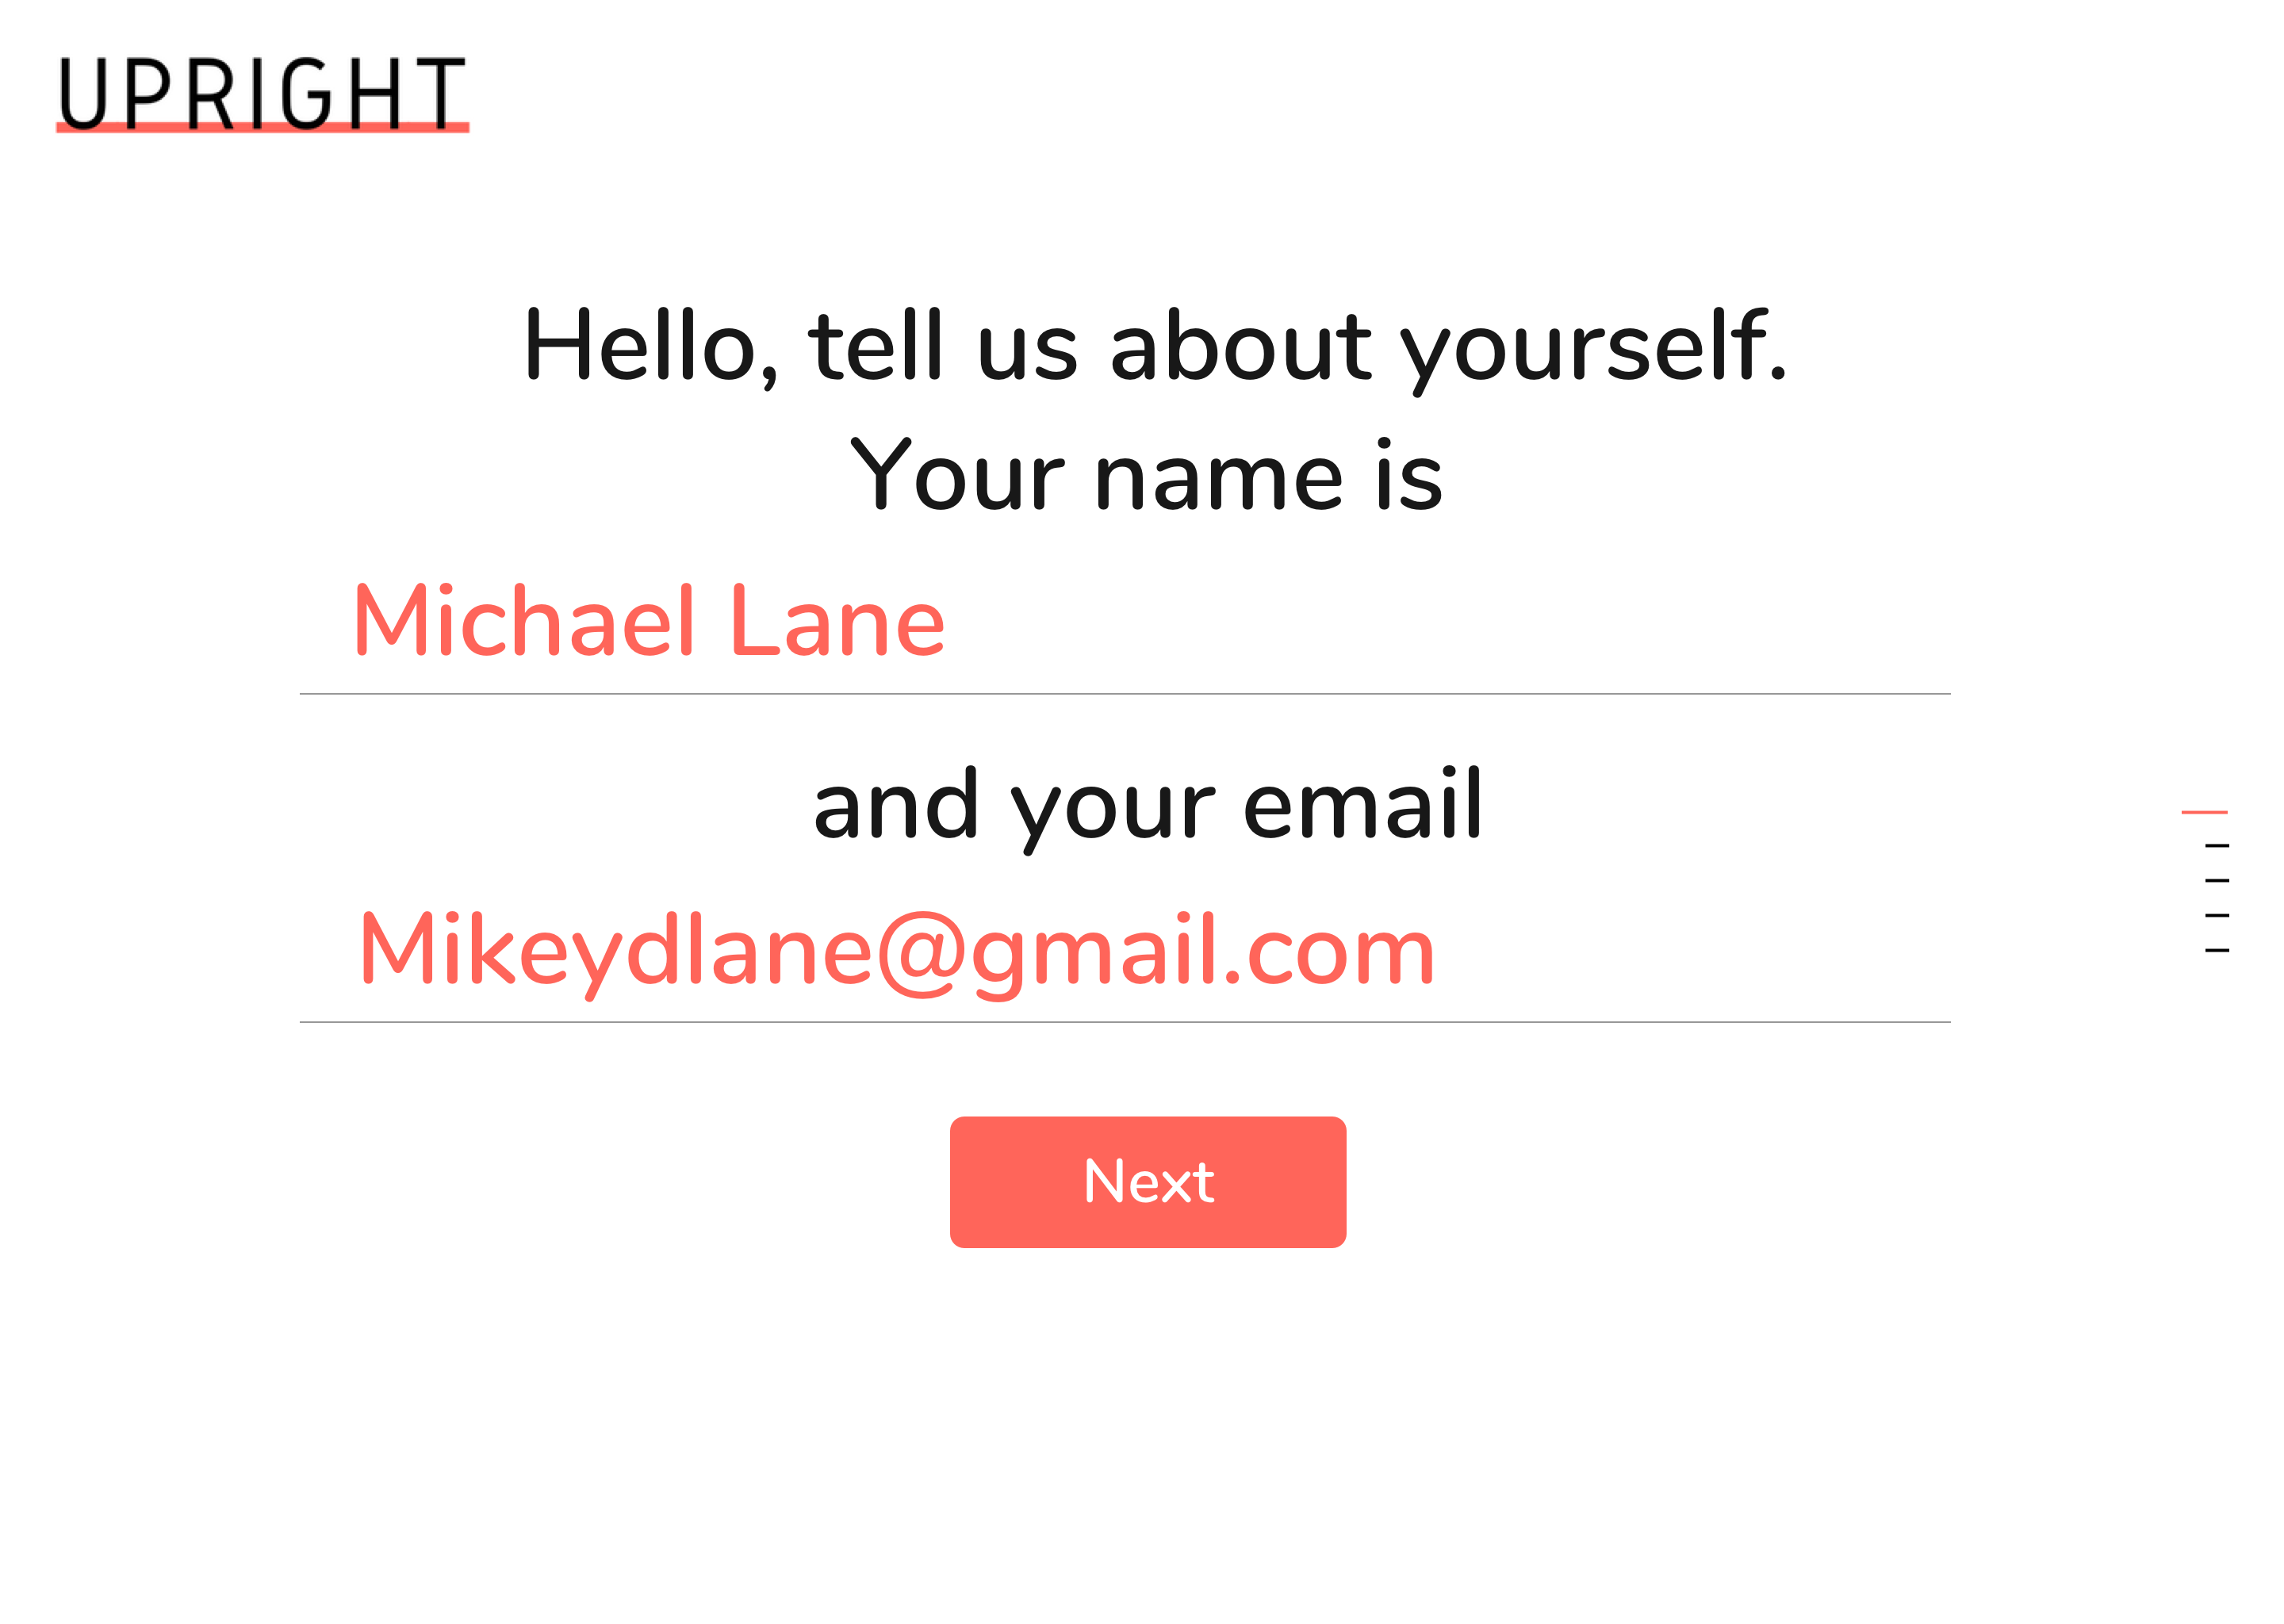 UPRIGHT
Hello, tell us about yourself.
Your name is
Michael Lane
and your email
Mikeydlane@gmail.com
Next